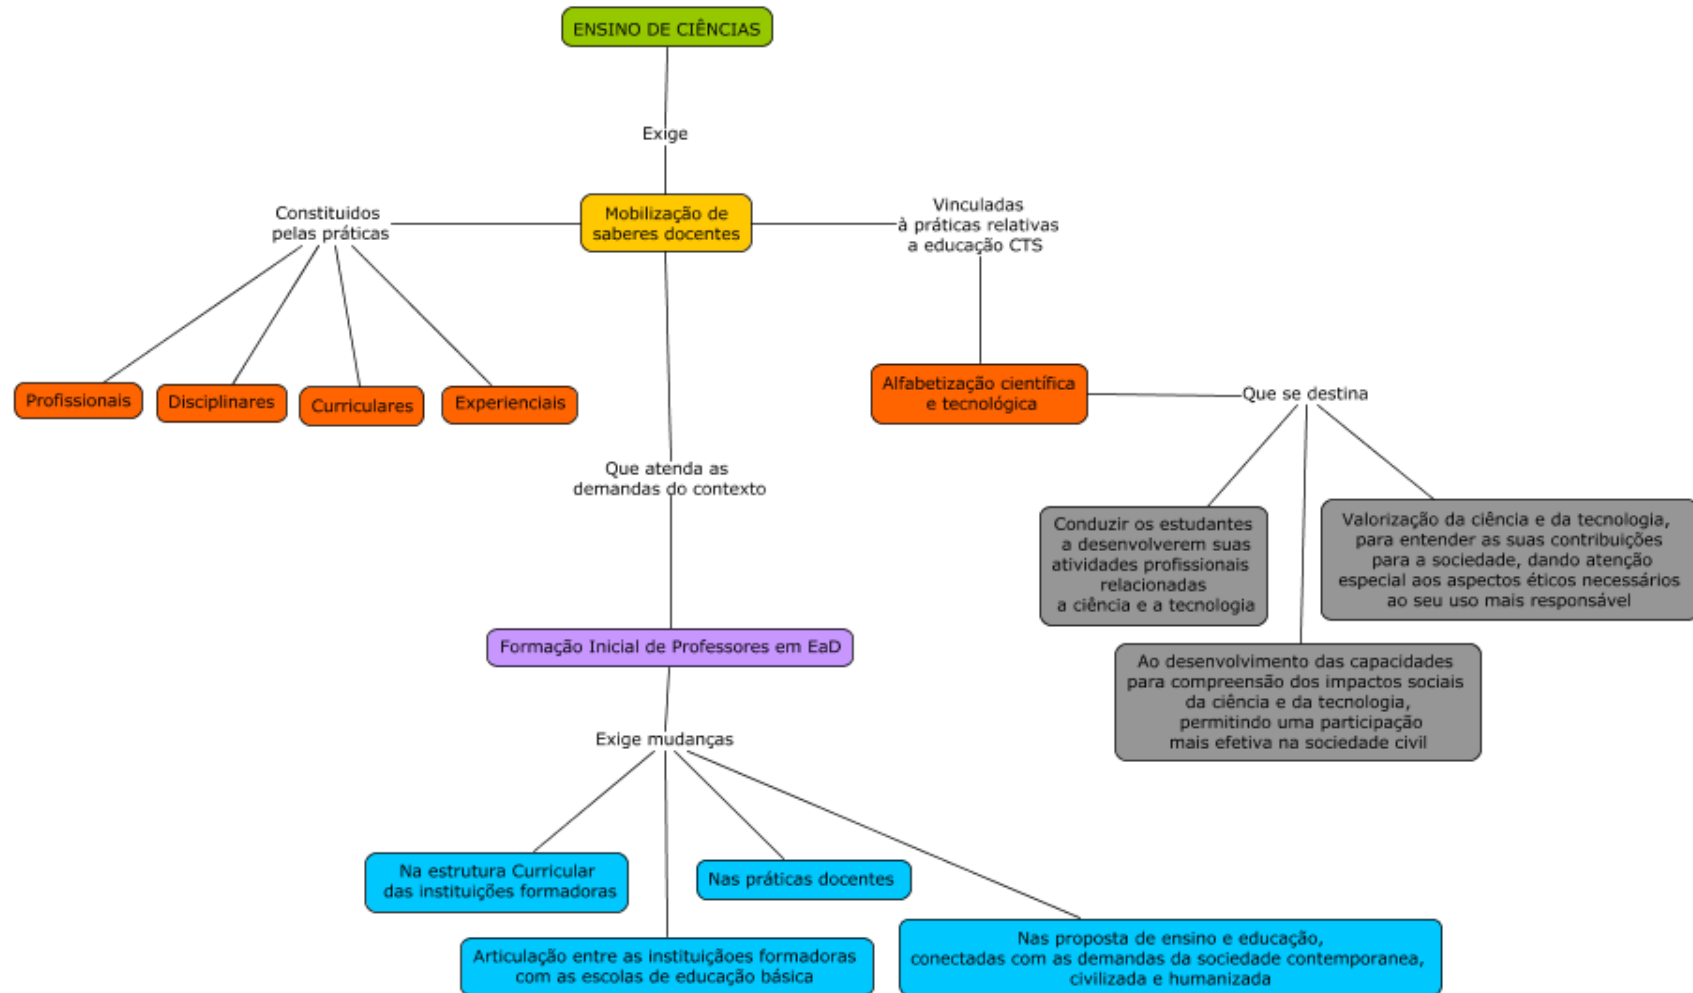 ENSINO DE CIÊNCIAS
Exige
Mobilização de
saberes docentes
Constituidos
pelas práticas
Profissionais
Disciplinares
Curriculares
Experienciais
Vinculadas
à práticas relativas
a educação CTS
Alfabetização científica
e tecnológica
Que se destina
Conduzir os estudantes
a desenvolverem suas
atividades profissionais
relacionadas
a ciência e a tecnologia
Valorização da ciência e da tecnologia,
para entender as suas contribuições
para a sociedade, dando atenção
especial aos aspectos éticos necessários
ao seu uso mais responsável
Ao desenvolvimento das capacidades
para compreensão dos impactos sociais
da ciência e da tecnologia,
permitindo uma participação
mais efetiva na sociedade civil
Que atenda as
demandas do contexto
Formação Inicial de Professores em EaD
Exige mudanças
Na estrutura Curricular
das instituições formadoras
Articulação entre as instituiçãoes formadoras
com as escolas de educação básica
Nas práticas docentes
Nas proposta de ensino e educação,
conectadas com as demandas da sociedade contemporanea,
civilizada e humanizada